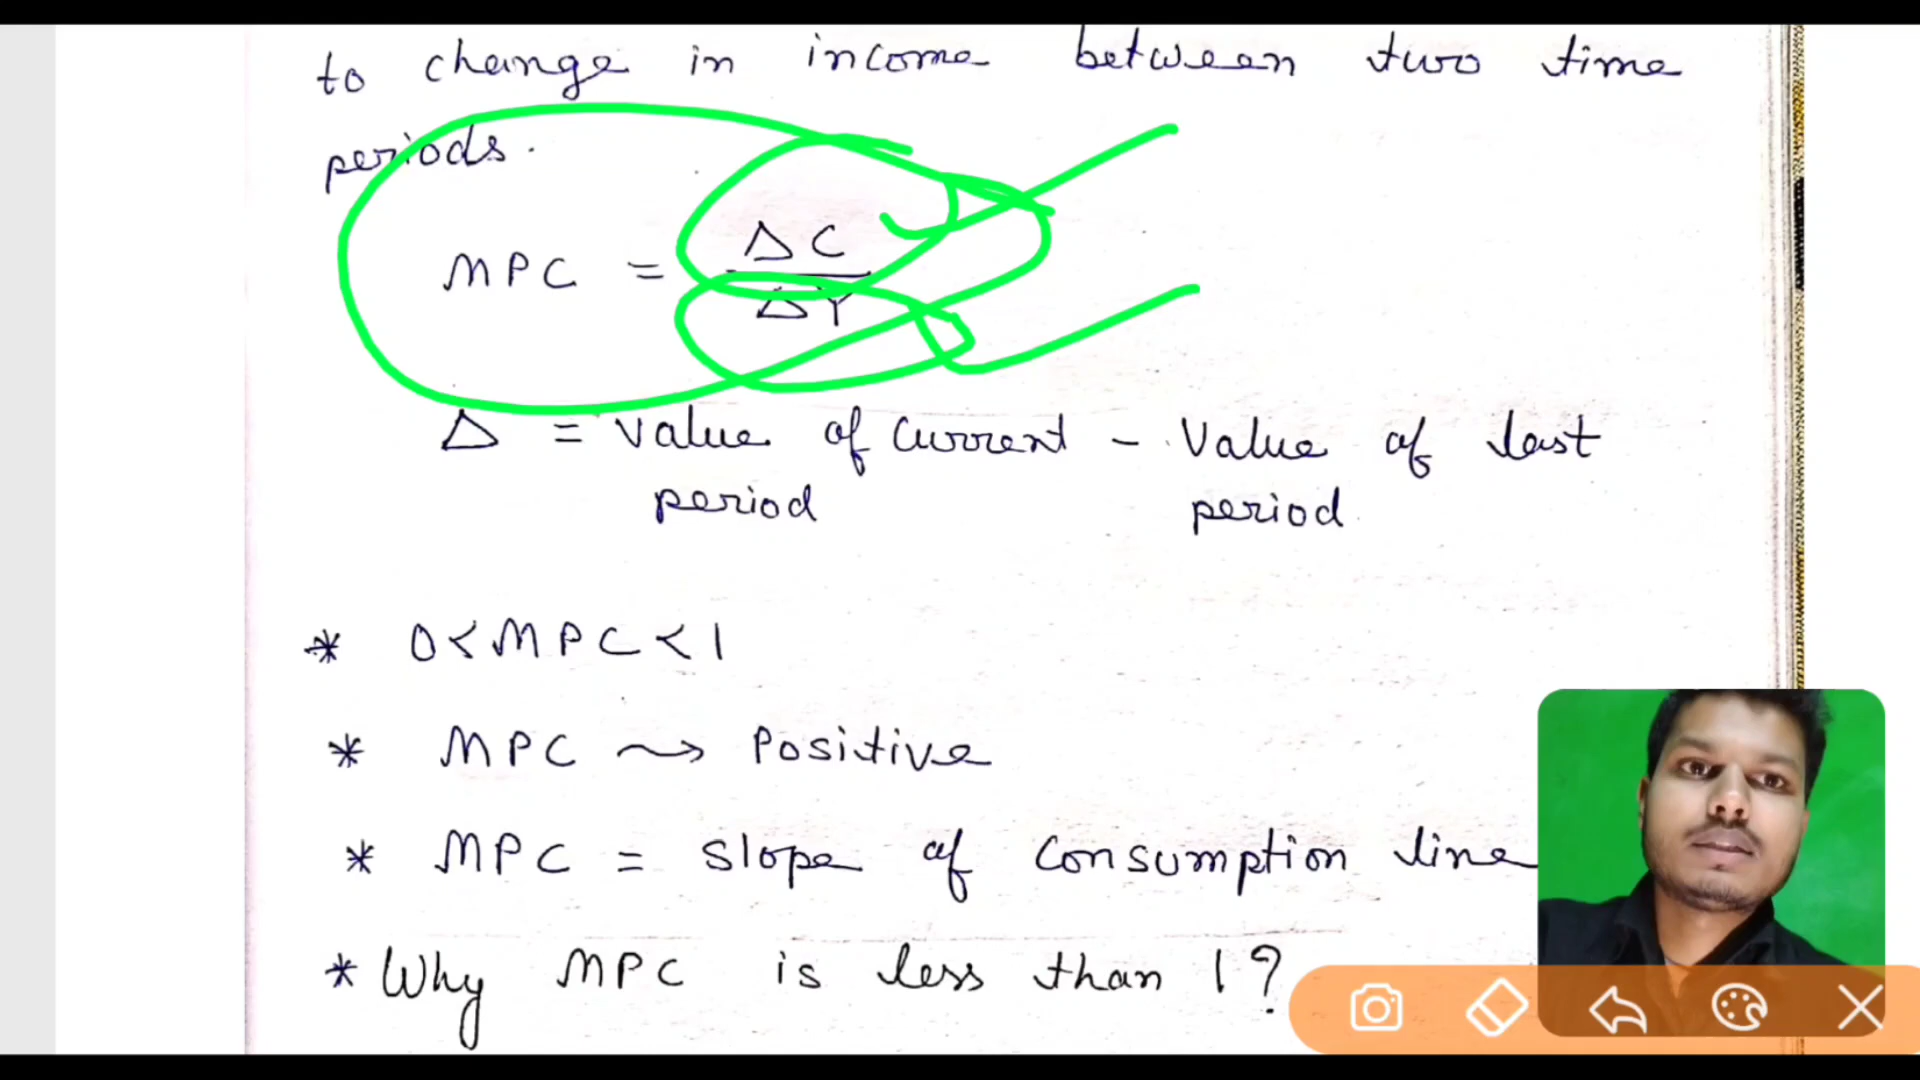 to change in income between two time
periods.
MPC = ΔC
ΔY
Δ = Value of current - Value of last
period period
* 0<MPC<1
* MPC ⇝ Positive
* MPC = slope of consumption line
* Why MPC is less than 1?